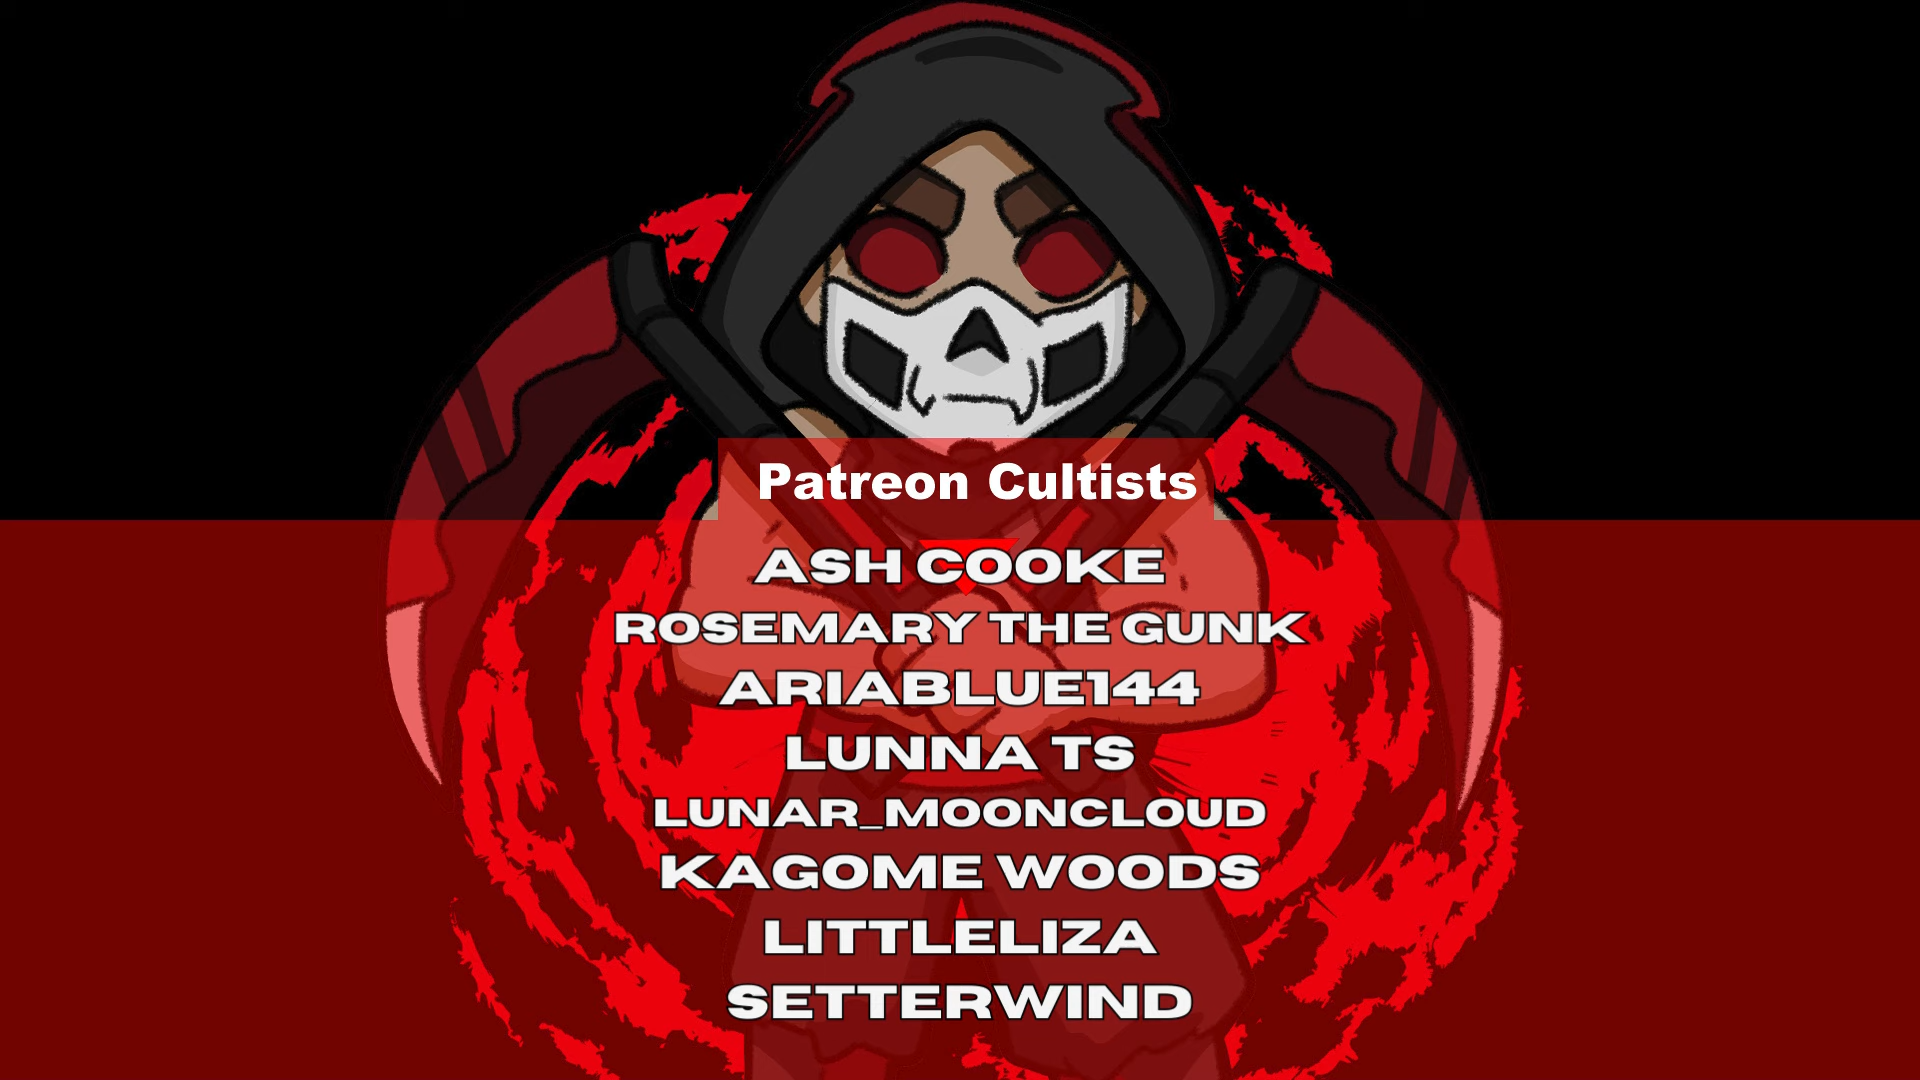 Patreon Cultists
ASH COOKE
ROSEMARY THE GUNK
ARIABLUE144
LUNNA TS
LUNAR_MOONCLOUD
KAGOME WOODS
LITTLELIZA
SETTERWIND